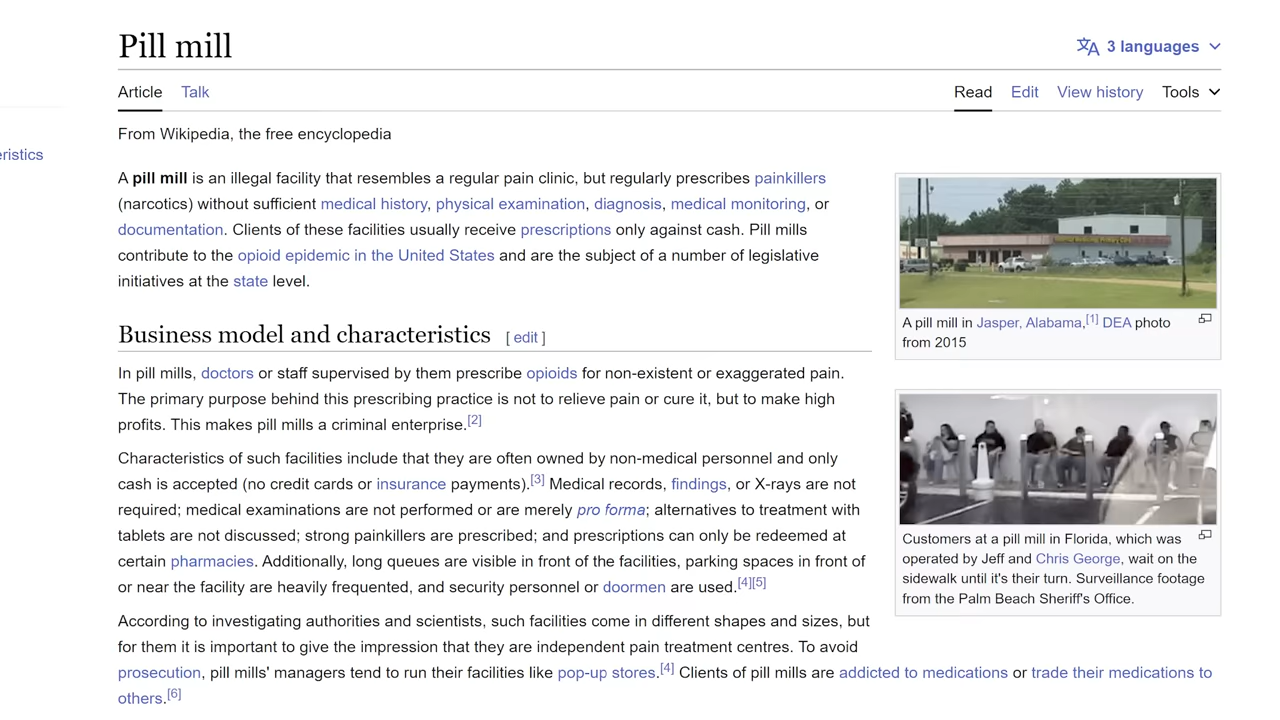 Pill mill
3 languages
Article Talk
Read Edit View history Tools
From Wikipedia, the free encyclopedia
eristics
A pill mill is an illegal facility that resembles a regular pain clinic, but regularly prescribes painkillers
(narcotics) without sufficient medical history, physical examination, diagnosis, medical monitoring, or
documentation. Clients of these facilities usually receive prescriptions only against cash. Pill mills
contribute to the opioid epidemic in the United States and are the subject of a number of legislative
initiatives at the state level.
A pill mill in Jasper, Alabama,[1] DEA photo
from 2015
Business model and characteristics [ edit ]
In pill mills, doctors or staff supervised by them prescribe opioids for non-existent or exaggerated pain.
The primary purpose behind this prescribing practice is not to relieve pain or cure it, but to make high
profits. This makes pill mills a criminal enterprise.[2]
Characteristics of such facilities include that they are often owned by non-medical personnel and only
cash is accepted (no credit cards or insurance payments).[3] Medical records, findings, or X-rays are not
required; medical examinations are not performed or are merely pro forma; alternatives to treatment with
tablets are not discussed; strong painkillers are prescribed; and prescriptions can only be redeemed at
certain pharmacies. Additionally, long queues are visible in front of the facilities, parking spaces in front of
or near the facility are heavily frequented, and security personnel or doormen are used.[4][5]
Customers at a pill mill in Florida, which was
operated by Jeff and Chris George, wait on the
sidewalk until it's their turn. Surveillance footage
from the Palm Beach Sheriff's Office.
According to investigating authorities and scientists, such facilities come in different shapes and sizes, but
for them it is important to give the impression that they are independent pain treatment centres. To avoid
prosecution, pill mills' managers tend to run their facilities like pop-up stores.[4] Clients of pill mills are addicted to medications or trade their medications to
others.[6]